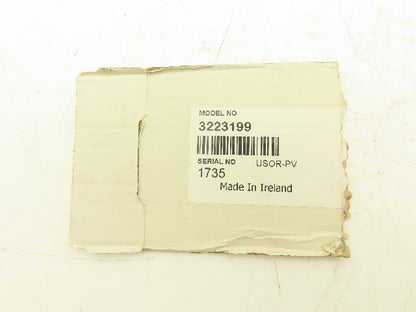 MODEL NO
3223199
SERIAL NO USOR-PV
1735
Made In Ireland